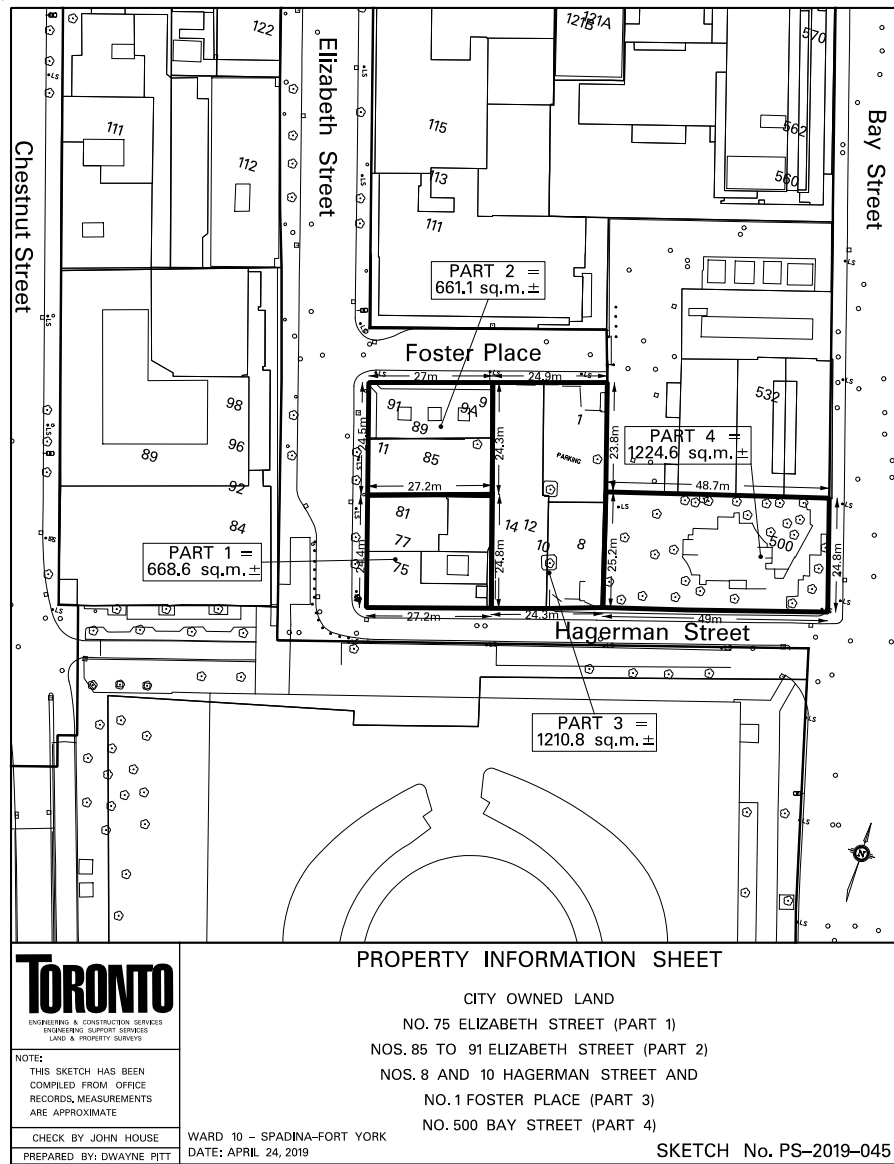 122
121B
121A
570
Elizabeth Street
Bay Street
Chestnut Street
111
112
115
113
111
562
560
PART 2 =
661.1 sq.m.±
Foster Place
27m
24.9m
LS
98
96
92
84
89
91
9A
9
89
11
85
1
PARKING
24.5m
24.3m
23.8m
532
PART 4 =
1224.6 sq.m.±
27.2m
48.7m
81
77
75
14
12
10
8
500
24.4m
24.8m
25.2m
24.8m
PART 1 =
668.6 sq.m.±
27.2m
24.3m
49m
Hagerman Street
PART 3 =
1210.8 sq.m.±
N
TORONTO
ENGINEERING & CONSTRUCTION SERVICES
ENGINEERING SUPPORT SERVICES
LAND & PROPERTY SURVEYS
NOTE:
THIS SKETCH HAS BEEN
COMPILED FROM OFFICE
RECORDS, MEASUREMENTS
ARE APPROXIMATE
CHECK BY JOHN HOUSE
PREPARED BY: DWAYNE PITT
PROPERTY INFORMATION SHEET
CITY OWNED LAND
NO. 75 ELIZABETH STREET (PART 1)
NOS. 85 TO 91 ELIZABETH STREET (PART 2)
NOS. 8 AND 10 HAGERMAN STREET AND
NO. 1 FOSTER PLACE (PART 3)
NO. 500 BAY STREET (PART 4)
WARD 10 – SPADINA–FORT YORK
DATE: APRIL 24, 2019
SKETCH No. PS–2019–045